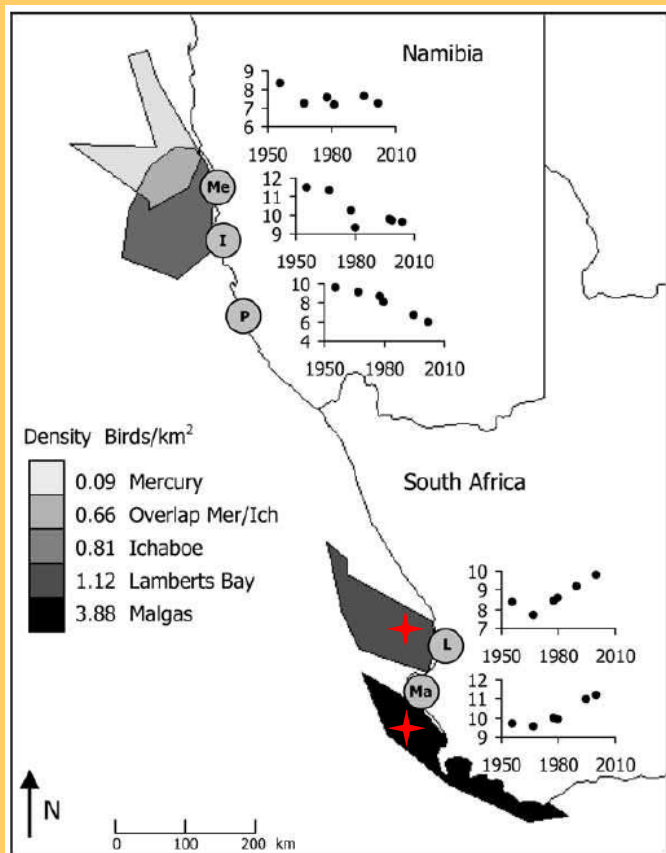 Namibia
9
8
7
6
1950 1980 2010
Me
12
11
10
9
1950 1980 2010
I
10
8
6
4
1950 1980 2010
P
Density Birds/km²
0.09 Mercury
0.66 Overlap Mer/Ich
0.81 Ichaboe
1.12 Lamberts Bay
3.88 Malgas
South Africa
10
9
8
7
1950 1980 2010
L
12
11
10
9
1950 1980 2010
Ma
N
0 100 200
km